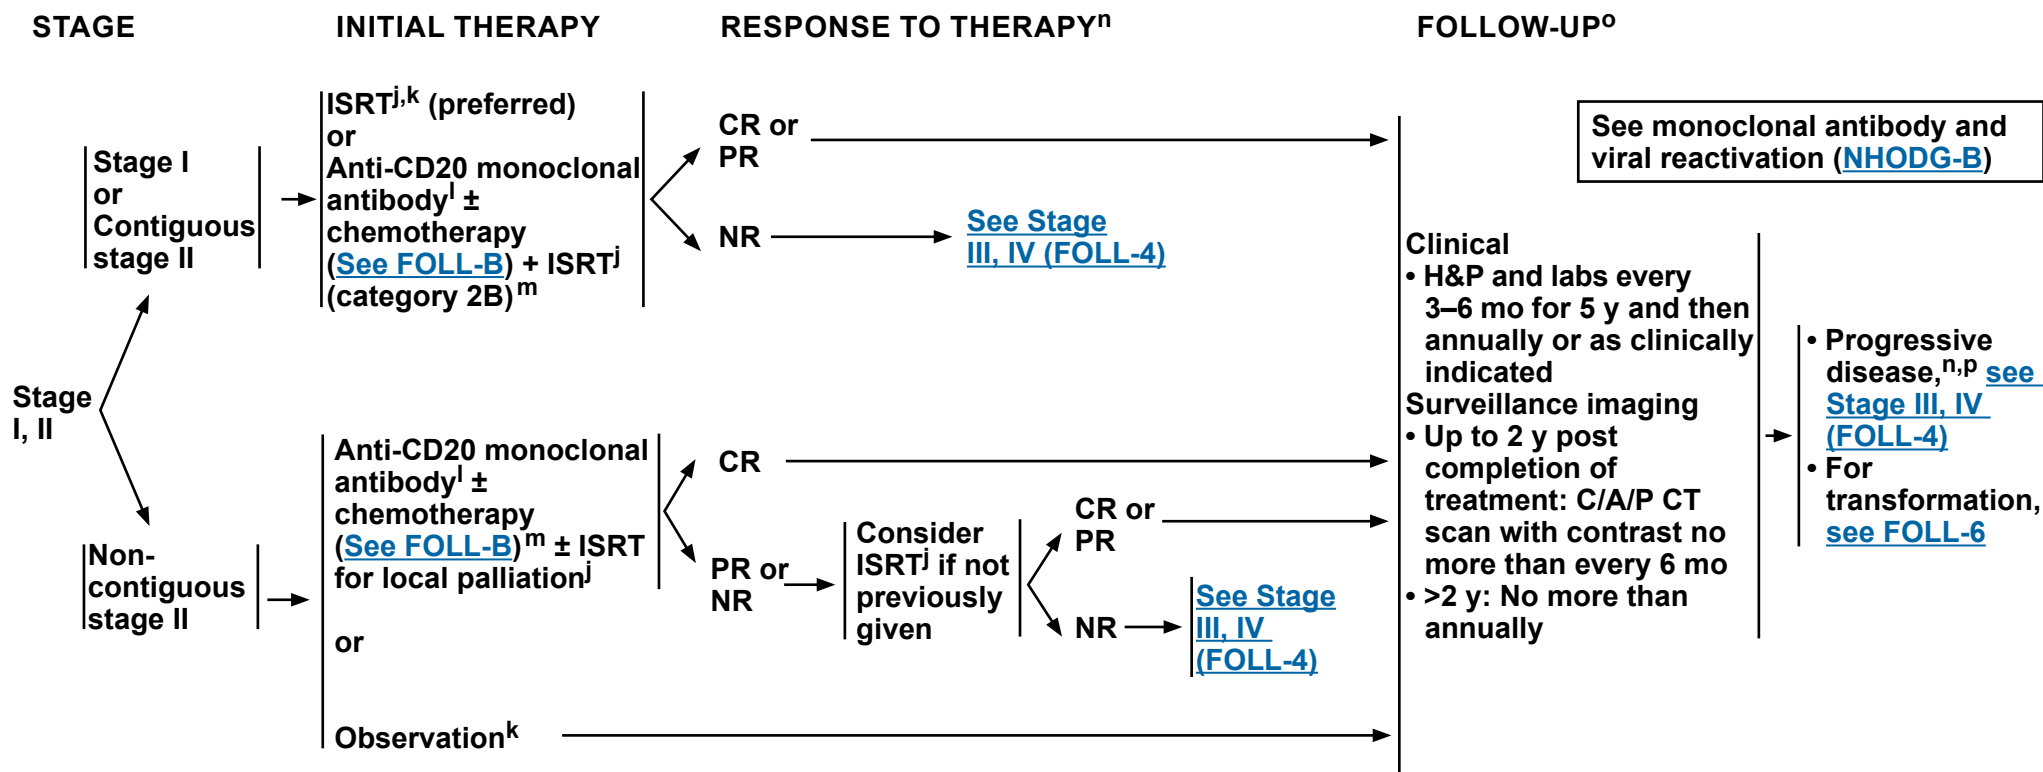 STAGE
INITIAL THERAPY
RESPONSE TO THERAPYⁿ
FOLLOW-UPᵒ
Stage
I, II
Stage I
or
Contiguous
stage II
ISRTʲ,ᵏ (preferred)
or
Anti-CD20 monoclonal
antibodyˡ ±
chemotherapy
(See FOLL-B) + ISRTʲ
(category 2B)ᵐ
CR or
PR
NR
See Stage
III, IV (FOLL-4)
Non-
contiguous
stage II
Anti-CD20 monoclonal
antibodyˡ ±
chemotherapy
(See FOLL-B)ᵐ ± ISRT
for local palliationʲ
or
Observationᵏ
CR
PR or
NR
Consider
ISRTʲ if not
previously
given
CR or
PR
NR
See Stage
III, IV
(FOLL-4)
See monoclonal antibody and
viral reactivation (NHODG-B)
Clinical
• H&P and labs every
3–6 mo for 5 y and then
annually or as clinically
indicated
Surveillance imaging
• Up to 2 y post
completion of
treatment: C/A/P CT
scan with contrast no
more than every 6 mo
• >2 y: No more than
annually
• Progressive
disease,ⁿ,ᵖ see
Stage III, IV
(FOLL-4)
• For
transformation,
see FOLL-6